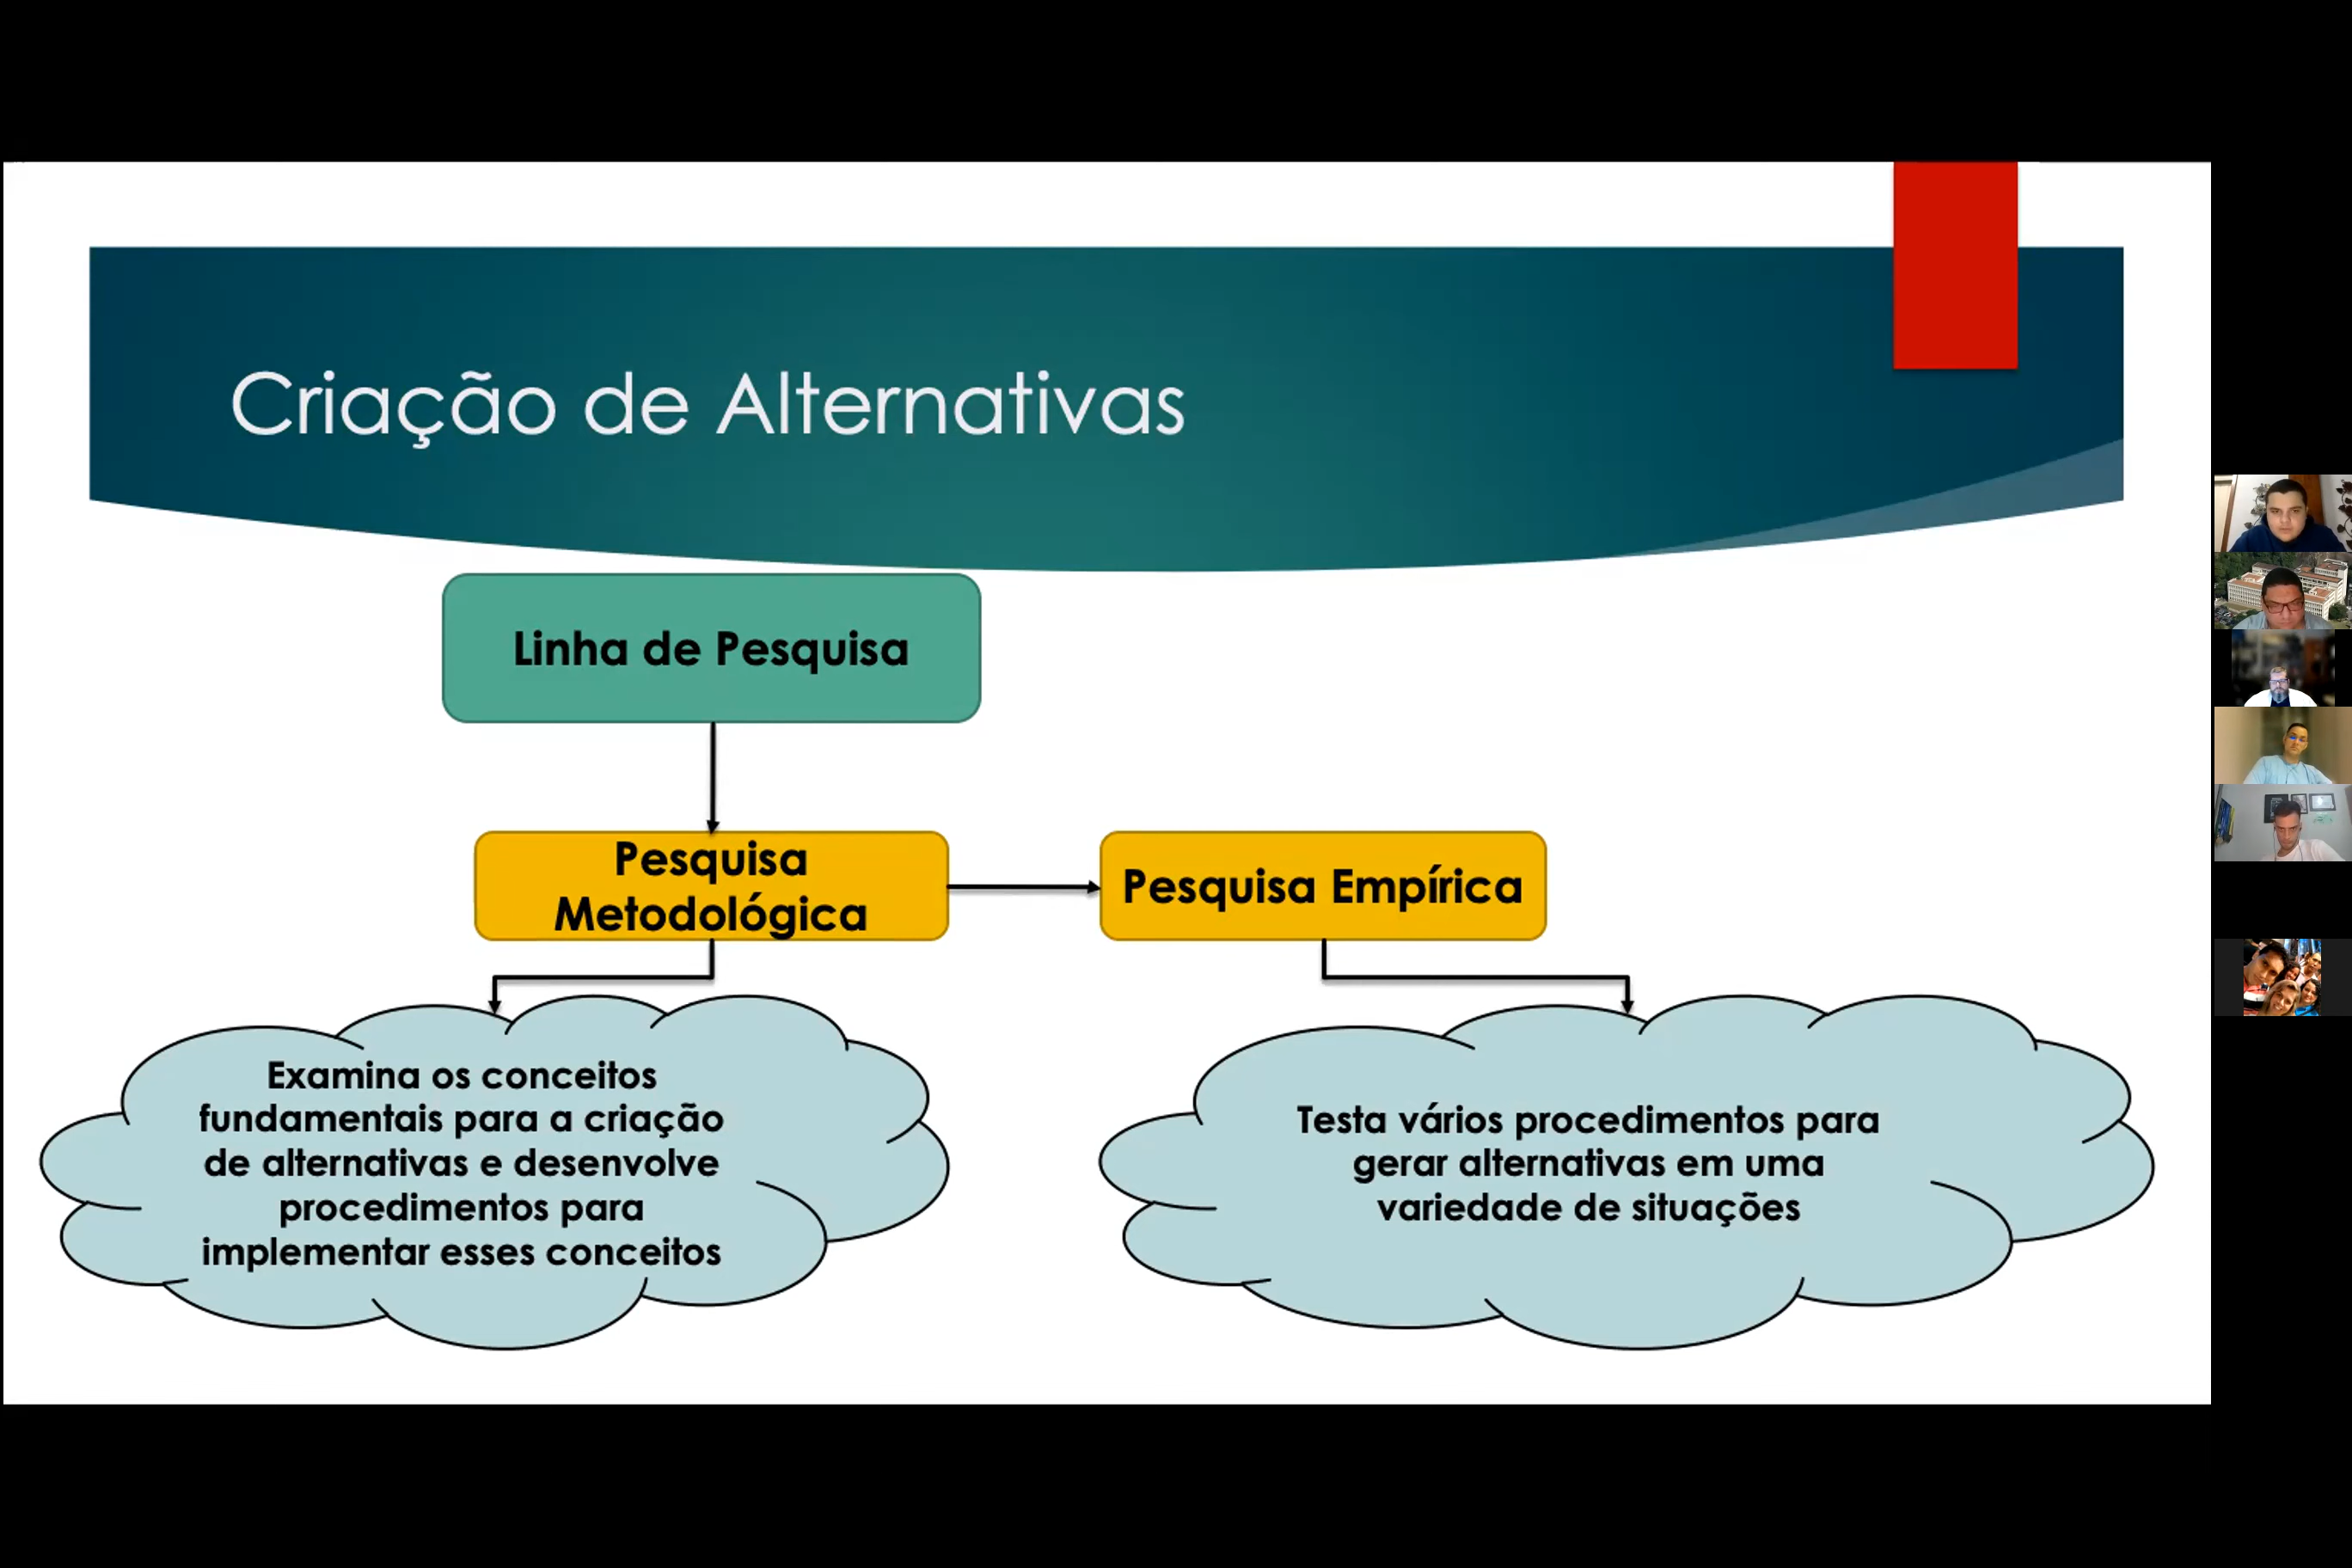 Criação de Alternativas
Linha de Pesquisa
Pesquisa
Metodológica
Pesquisa Empírica
Examina os conceitos
fundamentais para a criação
de alternativas e desenvolve
procedimentos para
implementar esses conceitos
Testa vários procedimentos para
gerar alternativas em uma
variedade de situações